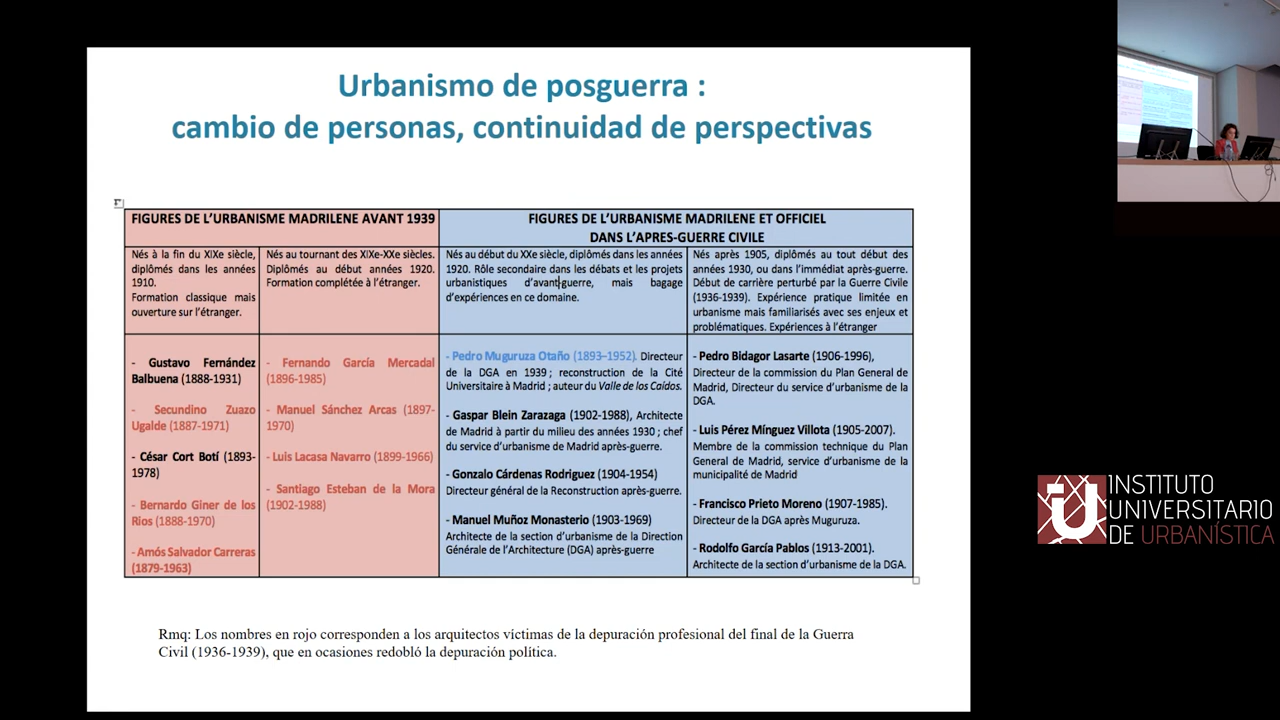 Urbanismo de posguerra :
cambio de personas, continuidad de perspectivas
FIGURES DE L'URBANISME MADRILENE AVANT 1939
FIGURES DE L'URBANISME MADRILENE ET OFFICIEL
DANS L'APRES-GUERRE CIVILE
Nés à la fin du XIXe siècle,
diplômés dans les années
1910.
Formation classique mais
ouverture sur l'étranger.
Nés au tournant des XIXe-XXe siècles.
Diplômés au début années 1920.
Formation complétée à l'étranger.
Nés au début du XXe siècle, diplômés dans les années
1920. Rôle secondaire dans les débats et les projets
urbanistiques d'avant-guerre, mais bagage
d'expériences en ce domaine.
Nés après 1905, diplômés au tout début des
années 1930, ou dans l'immédiat après-guerre.
Début de carrière perturbé par la Guerre Civile
(1936-1939). Expérience pratique limitée en
urbanisme mais familiarisés avec ses enjeux et
problématiques. Expériences à l'étranger
- Gustavo Fernández
Balbuena (1888-1931)
- Secundino Zuazo
Ugalde (1887-1971)
- César Cort Botí (1893-
1978)
- Bernardo Giner de los
Rios (1888-1970)
- Amós Salvador Carreras
(1879-1963)
- Fernando García Mercadal
(1896-1985)
- Manuel Sánchez Arcas (1897-
1970)
- Luis Lacasa Navarro (1899-1966)
- Santiago Esteban de la Mora
(1902-1988)
- Pedro Muguruza Otaño (1893–1952). Directeur
de la DGA en 1939 ; reconstruction de la Cité
Universitaire à Madrid ; auteur du Valle de los Caídos.
- Gaspar Blein Zarazaga (1902-1988), Architecte
de Madrid à partir du milieu des années 1930 ; chef
du service d'urbanisme de Madrid après-guerre.
- Gonzalo Cárdenas Rodriguez (1904-1954)
Directeur général de la Reconstruction après-guerre.
- Manuel Muñoz Monasterio (1903-1969)
Architecte de la section d'urbanisme de la Direction
Générale de l'Architecture (DGA) après-guerre
- Pedro Bidagor Lasarte (1906-1996),
Directeur de la commission du Plan General de
Madrid, Directeur du service d'urbanisme de la
DGA.
- Luis Pérez Mínguez Villota (1905-2007).
Membre de la commission technique du Plan
General de Madrid, service d'urbanisme de la
municipalité de Madrid
- Francisco Prieto Moreno (1907-1985).
Directeur de la DGA après Muguruza.
- Rodolfo García Pablos (1913-2001).
Architecte de la section d'urbanisme de la DGA.
Rmq: Los nombres en rojo corresponden a los arquitectos victimas de la depuración profesional del final de la Guerra
Civil (1936-1939), que en ocasiones redobló la depuración política.
INSTITUTO
UNIVERSITARIO
DE URBANÍSTICA